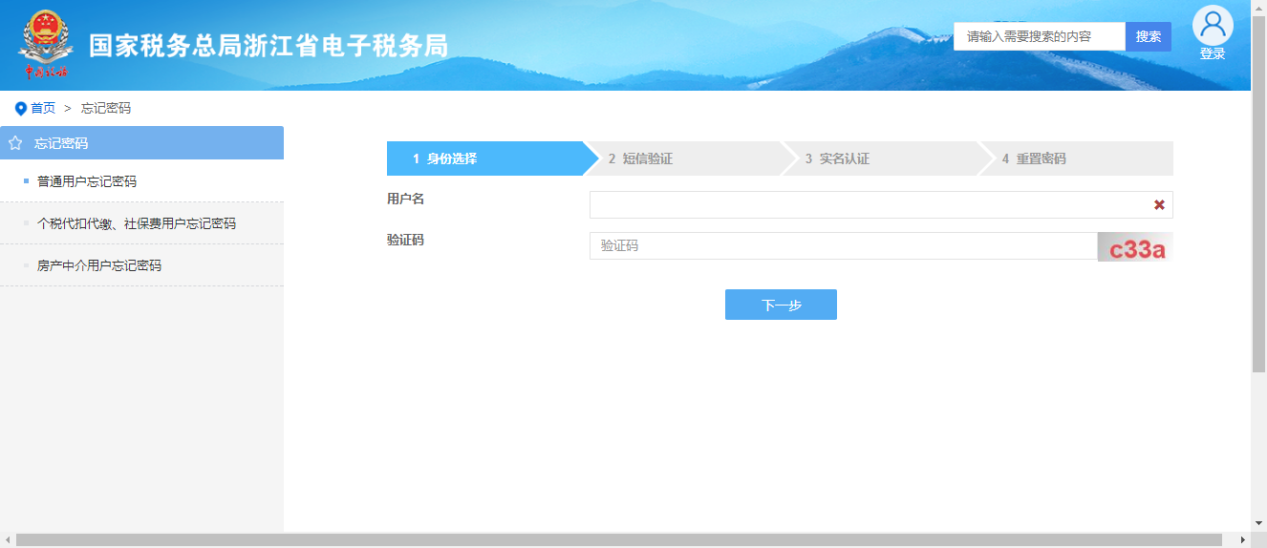 国家税务总局浙江省电子税务局
请输入需要搜索的内容 搜索
登录
首页 > 忘记密码
忘记密码
普通用户忘记密码
个税代扣代缴、社保费用户忘记密码
房产中介用户忘记密码
1 身份选择 2 短信验证 3 实名认证 4 重置密码
用户名
验证码 验证码 c33a
下一步